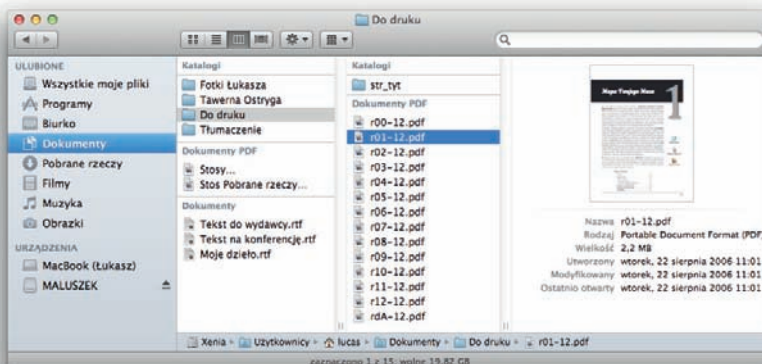 Do druku
ULUBIONE
Wszystkie moje pliki
Programy
Biurko
Dokumenty
Pobrane rzeczy
Filmy
Muzyka
Obrazki
URZĄDZENIA
MacBook (Łukasz)
MALUSZEK
Katalogi
Fotki Łukasza
Tawerna Ostryga
Do druku
Tłumaczenie
Dokumenty PDF
Stosy...
Stos Pobrane rzeczy...
Dokumenty
Tekst do wydawcy.rtf
Tekst na konferencję.rtf
Moje dzieło.rtf
Katalogi
str_tyt
Dokumenty PDF
r00-12.pdf
r01-12.pdf
r02-12.pdf
r03-12.pdf
r04-12.pdf
r05-12.pdf
r06-12.pdf
r07-12.pdf
r08-12.pdf
r09-12.pdf
r10-12.pdf
r11-12.pdf
r12-12.pdf
rdA-12.pdf
Mapa Twojego Maca
1
Nazwa r01-12.pdf
Rodzaj Portable Document Format (PDF)
Wielkość 2,2 MB
Utworzony wtorek, 22 sierpnia 2006 11:01
Modyfikowany wtorek, 22 sierpnia 2006 11:01
Ostatnio otwarty wtorek, 22 sierpnia 2006 11:01
Xenia Użytkownicy lucas Dokumenty Do druku r01-12.pdf
zaznaczono 1 z 15; wolne 19,82 GB